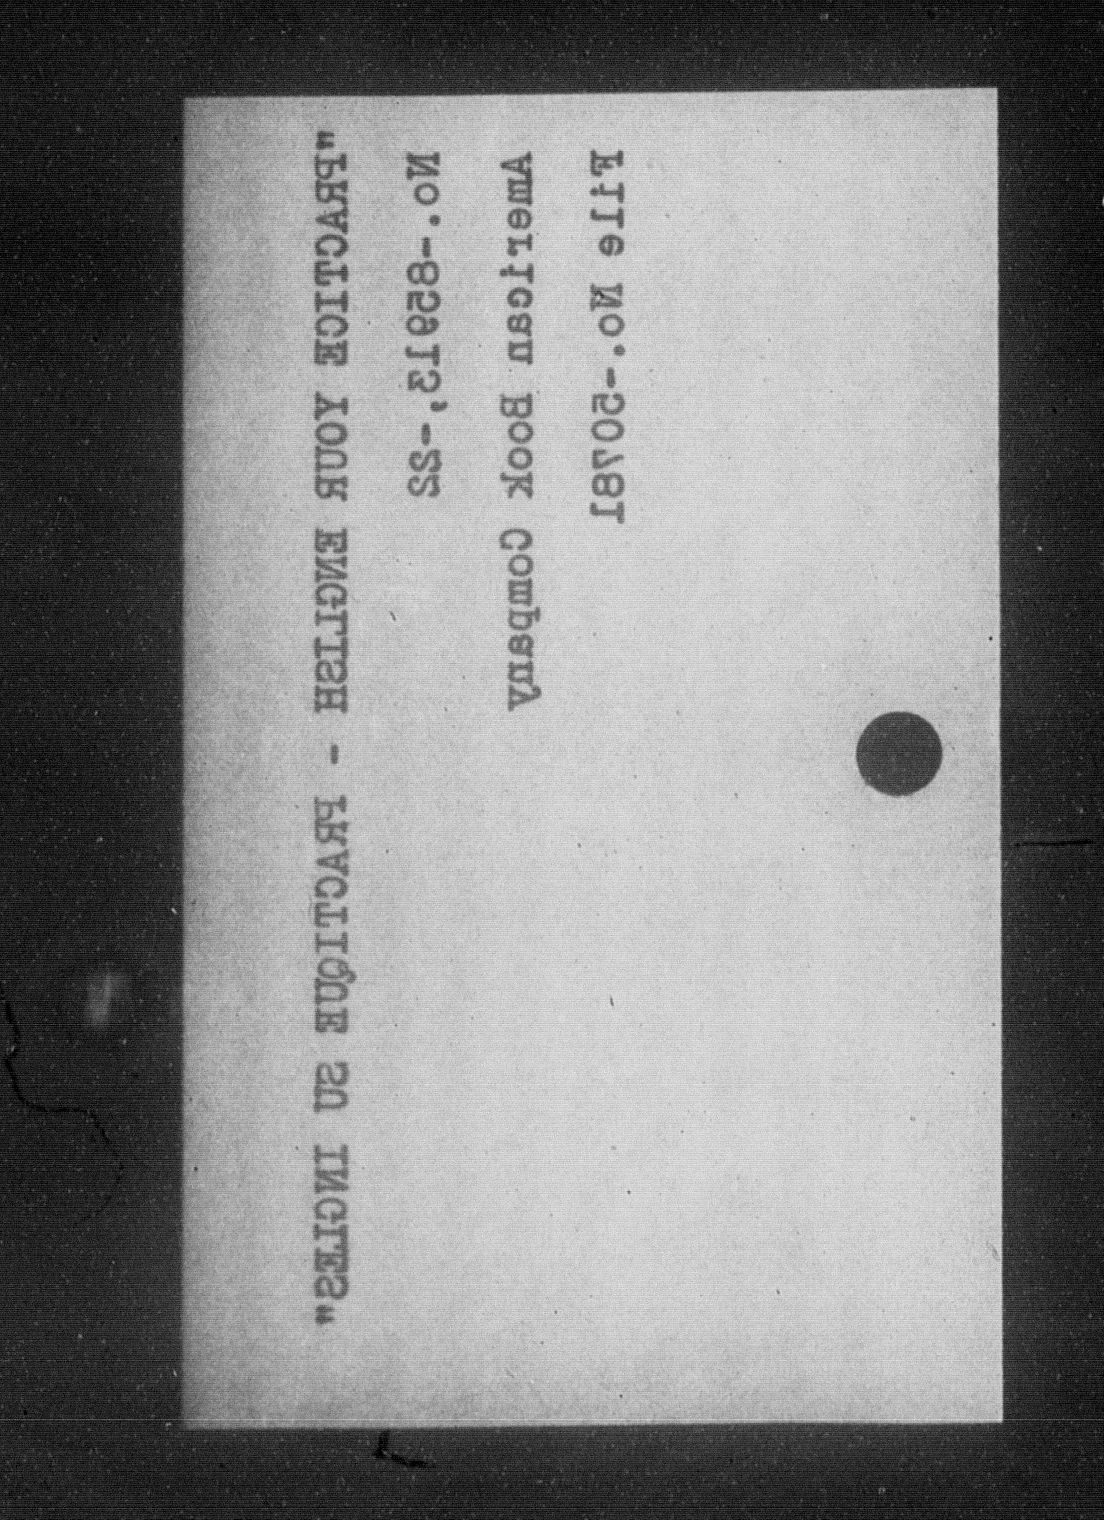 "PRACTICE YOUR ENGLISH - PRACTIQUE SU INGLES"
No.-85913,-22
American Book Company
File No.-50781